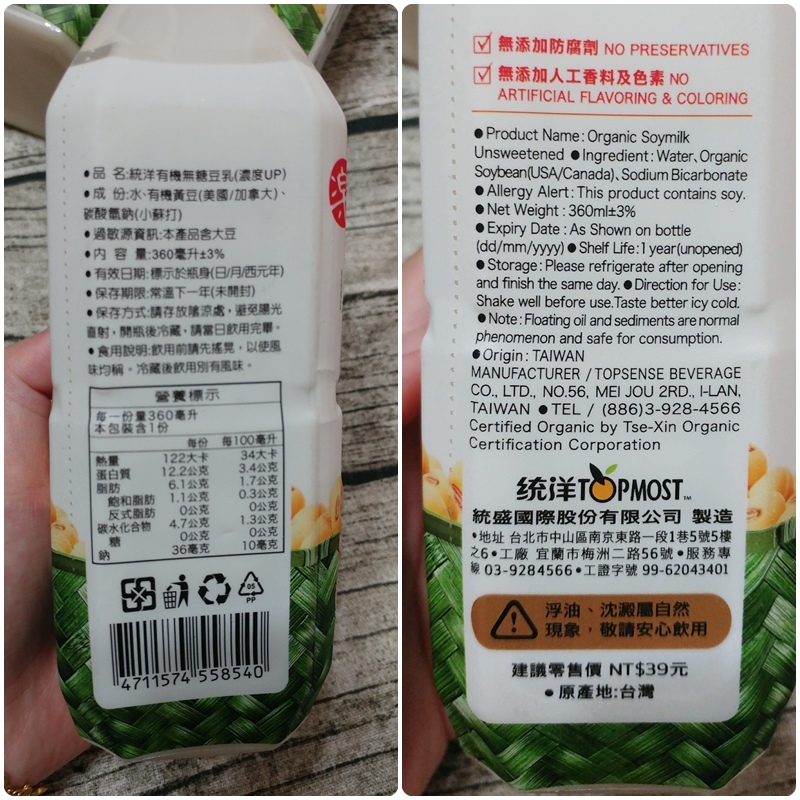 ●品 名:統洋有機無糖豆乳(濃度UP)
●成 份:水、有機黃豆(美國/加拿大)、
碳酸氫鈉(小蘇打)
●過敏源資訊:本產品含大豆
●內 容 量:360毫升±3%
●有效日期:標示於瓶身(日/月/西元年)
●保存期限:常溫下一年(未開封)
●保存方式:請存放陰涼處,避免陽光
直射,開瓶後冷藏,請當日飲用完畢。
●食用說明:飲用前請先搖晃,以使風
味均稱。冷藏後飲用別有風味。
營養標示
每一份量360毫升
本包裝含1份
每份 每100毫升
熱量 122大卡 34大卡
蛋白質 12.2公克 3.4公克
脂肪 6.1公克 1.7公克
飽和脂肪 1.1公克 0.3公克
反式脂肪 0公克 0公克
碳水化合物 4.7公克 1.3公克
糖 0公克 0公克
鈉 36毫克 10毫克
05
PP
4711574 558540
無添加防腐劑 NO PRESERVATIVES
無添加人工香料及色素 NO
ARTIFICIAL FLAVORING & COLORING
●Product Name: Organic Soymilk
Unsweetened ●Ingredient: Water, Organic
Soybean(USA/Canada), Sodium Bicarbonate
●Allergy Alert: This product contains soy.
●Net Weight: 360ml±3%
●Expiry Date: As Shown on bottle
(dd/mm/yyyy) ●Shelf Life: 1 year(unopened)
●Storage: Please refrigerate after opening
and finish the same day. ●Direction for Use:
Shake well before use. Taste better icy cold.
●Note: Floating oil and sediments are normal
phenomenon and safe for consumption.
●Origin: TAIWAN
MANUFACTURER / TOPSENSE BEVERAGE
CO., LTD., NO.56, MEI JOU 2RD., I-LAN,
TAIWAN ●TEL / (886)3-928-4566
Certified Organic by Tse-Xin Organic
Certification Corporation
統洋TOPMOST™
統盛國際股份有限公司 製造
•地址 台北市中山區南京東路一段1巷5號5樓
之6•工廠 宜蘭市梅洲二路56號•服務專
線 03-9284566•工證字號 99-62043401
浮油、沈澱屬自然
現象,敬請安心飲用
建議零售價 NT$39元
●原產地:台灣